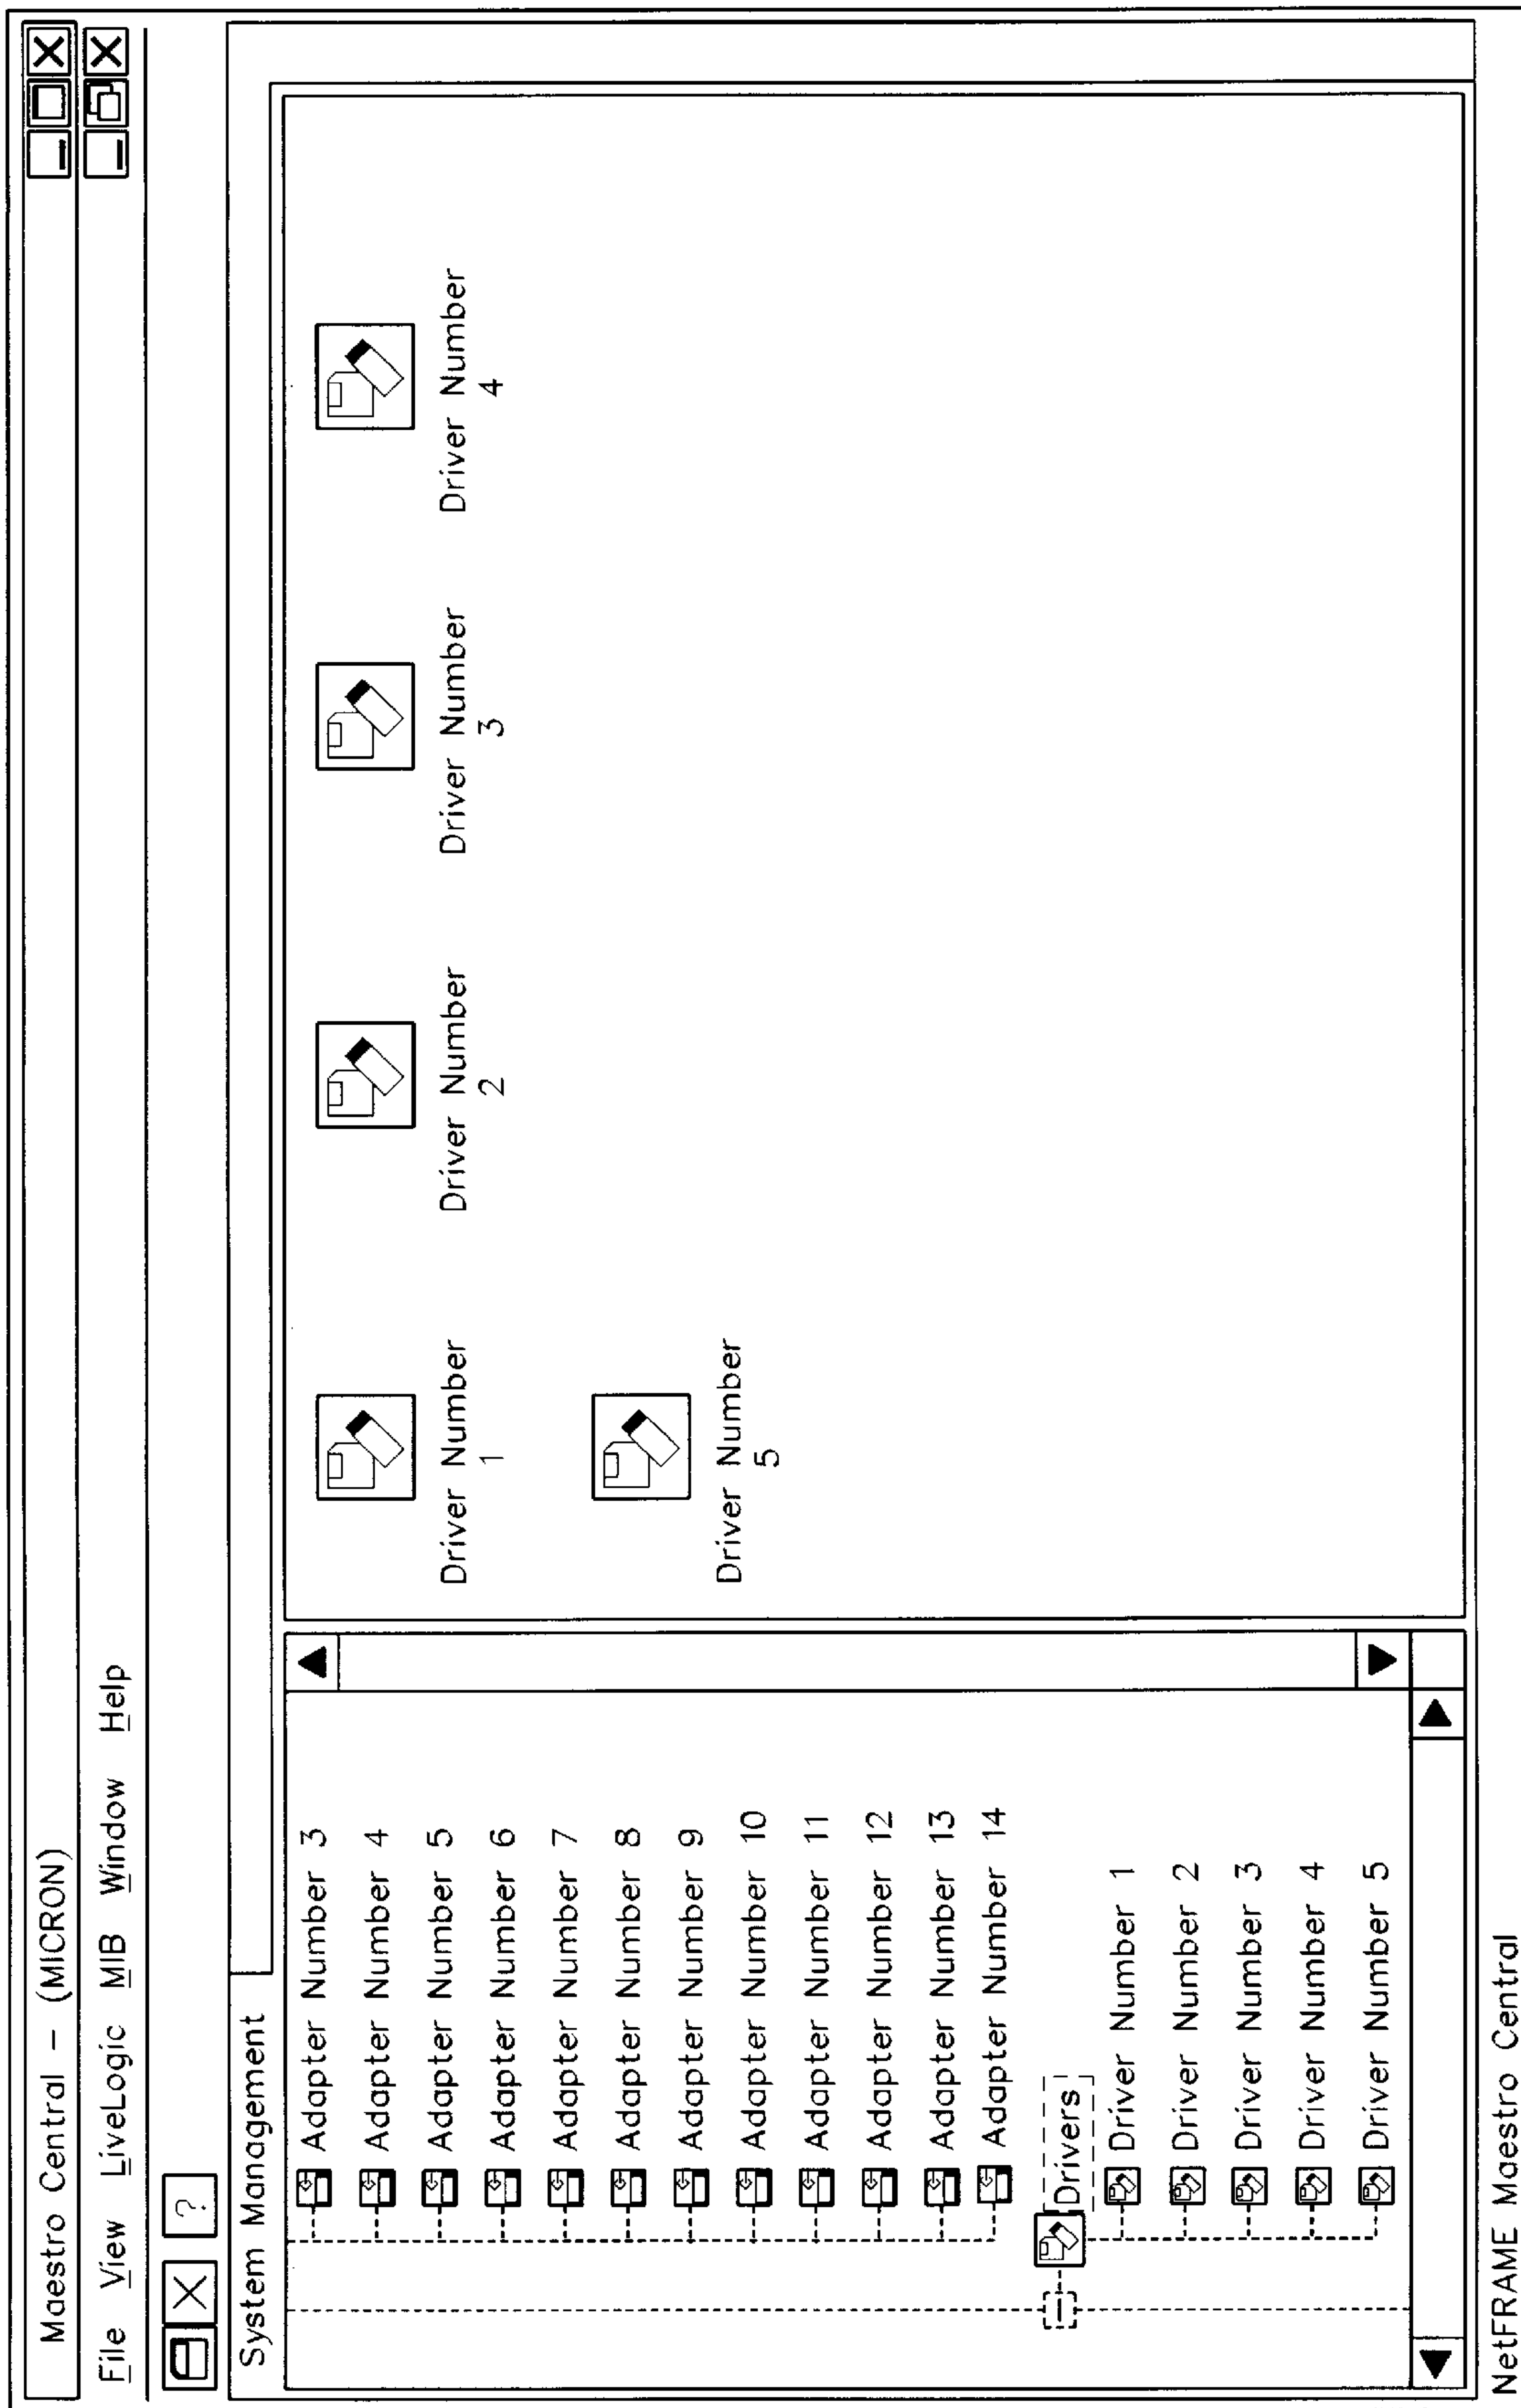 Maestro Central – (MICRON)
File View LiveLogic MIB Window Help
?
System Management
Adapter Number 3
Adapter Number 4
Adapter Number 5
Adapter Number 6
Adapter Number 7
Adapter Number 8
Adapter Number 9
Adapter Number 10
Adapter Number 11
Adapter Number 12
Adapter Number 13
Adapter Number 14
Drivers
Driver Number 1
Driver Number 2
Driver Number 3
Driver Number 4
Driver Number 5
Driver Number
1
Driver Number
2
Driver Number
3
Driver Number
4
Driver Number
5
NetFRAME Maestro Central